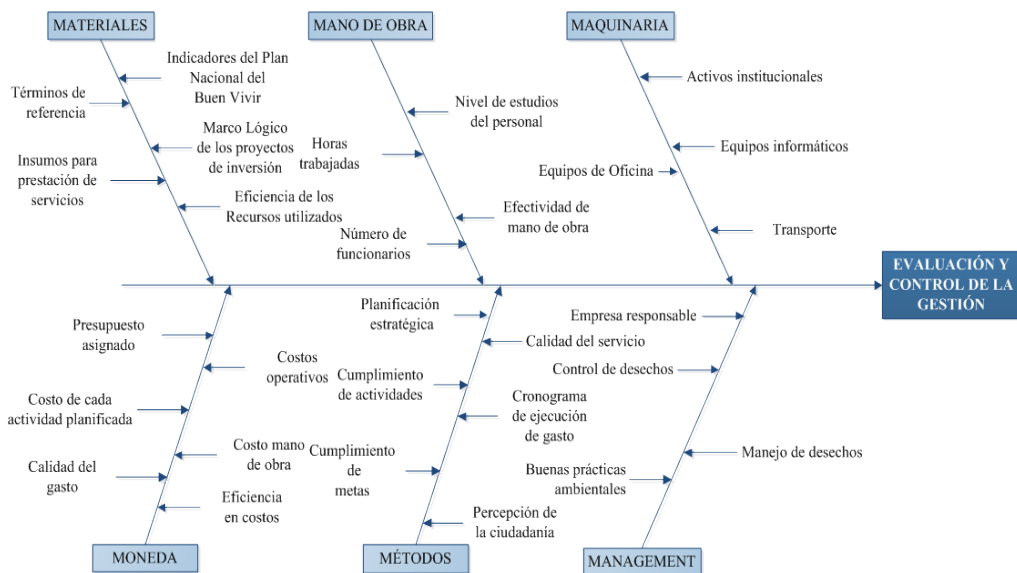 MATERIALES
MANO DE OBRA
MAQUINARIA
Indicadores del Plan
Nacional del
Buen Vivir
Términos de
referencia
Marco Lógico
de los proyectos
de inversión
Insumos para
prestación de
servicios
Eficiencia de los
Recursos utilizados
Nivel de estudios
del personal
Horas
trabajadas
Efectividad de
mano de obra
Número de
funcionarios
Activos institucionales
Equipos informáticos
Equipos de Oficina
Transporte
EVALUACIÓN Y
CONTROL DE LA
GESTIÓN
Presupuesto
asignado
Costos
operativos
Costo de cada
actividad planificada
Costo mano
de obra
Calidad del
gasto
Eficiencia
en costos
Planificación
estratégica
Calidad del servicio
Cumplimiento
de actividades
Cronograma
de ejecución
de gasto
Cumplimiento
de
metas
Percepción de
la ciudadanía
Empresa responsable
Control de desechos
Manejo de desechos
Buenas prácticas
ambientales
MONEDA
MÉTODOS
MANAGEMENT